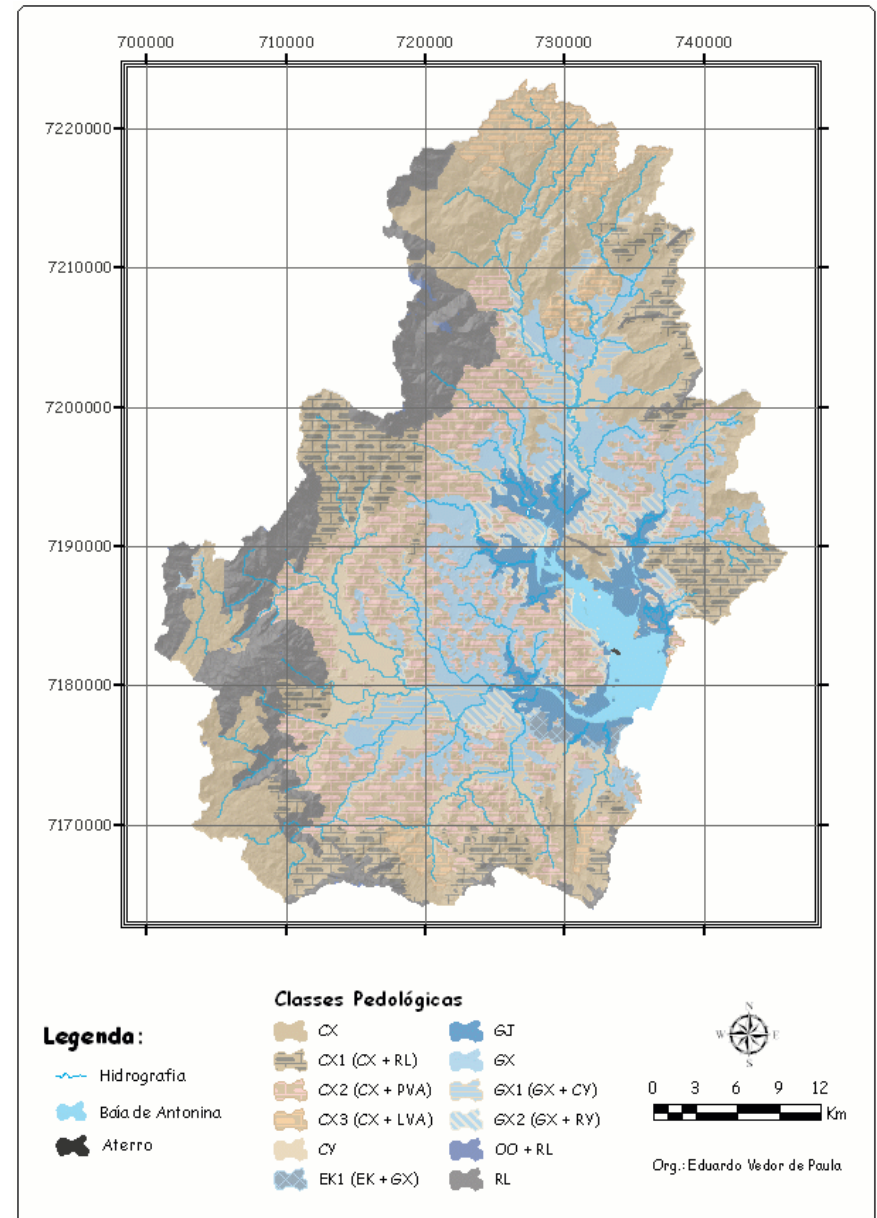 700000 710000 720000 730000 740000
7220000
7210000
7200000
7190000
7180000
7170000
Legenda:
Hidrografia
Baía de Antonina
Aterro
Classes Pedológicas
CX
CX1 (CX + RL)
CX2 (CX + PVA)
CX3 (CX + LVA)
CY
EK1 (EK + GX)
GJ
GX
GX1 (GX + CY)
GX2 (GX + RY)
OO + RL
RL
N
W E
S
0 3 6 9 12
Km
Org.: Eduardo Vedor de Paula